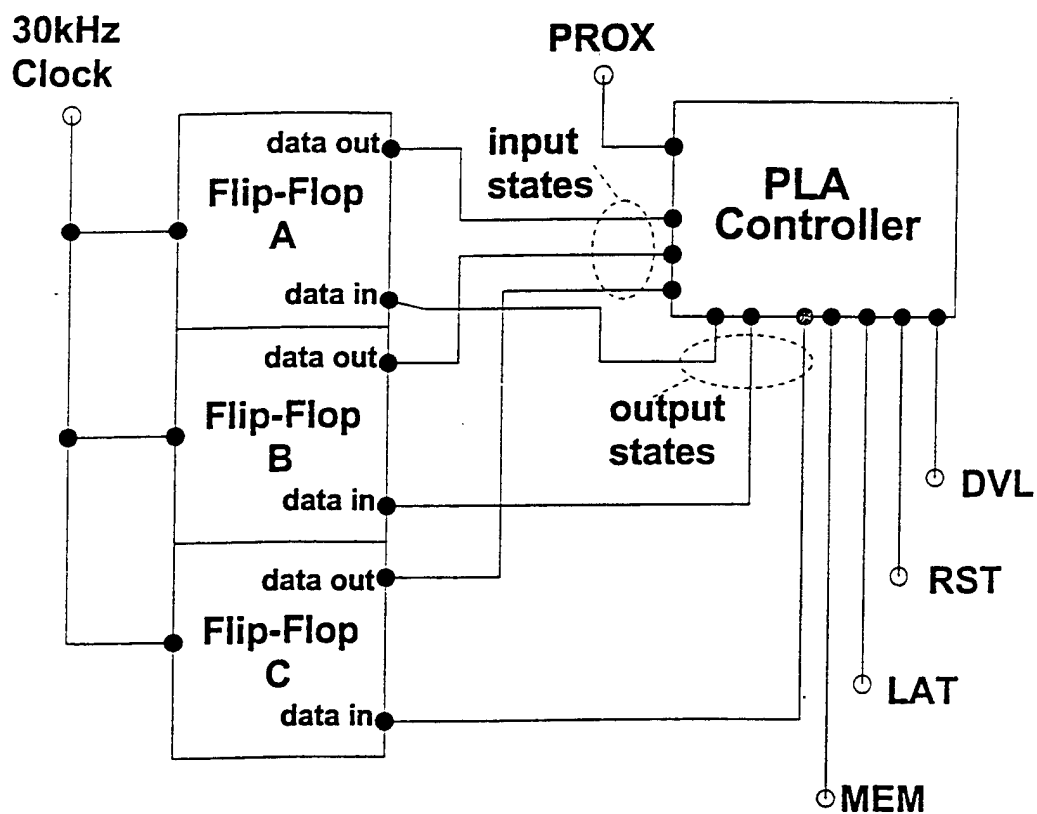 30kHz
Clock
PROX
data out
Flip-Flop
A
data in
input
states
PLA
Controller
data out
Flip-Flop
B
data in
output
states
data out
Flip-Flop
C
data in
DVL
RST
LAT
MEM